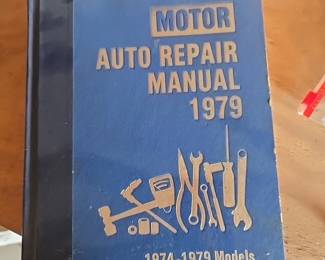 MOTOR
AUTO REPAIR
MANUAL
1979
1974-1979 Models